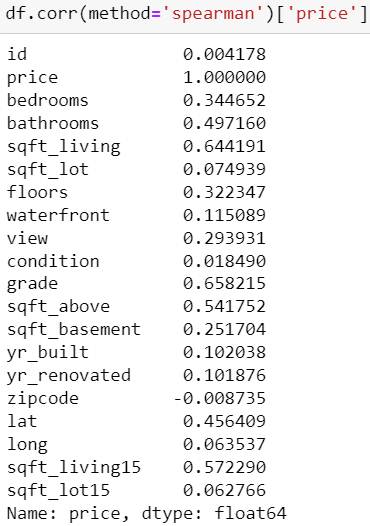 df.corr(method='spearman')['price']
id 0.004178
price 1.000000
bedrooms 0.344652
bathrooms 0.497160
sqft_living 0.644191
sqft_lot 0.074939
floors 0.322347
waterfront 0.115089
view 0.293931
condition 0.018490
grade 0.658215
sqft_above 0.541752
sqft_basement 0.251704
yr_built 0.102038
yr_renovated 0.101876
zipcode -0.008735
lat 0.456409
long 0.063537
sqft_living15 0.572290
sqft_lot15 0.062766
Name: price, dtype: float64